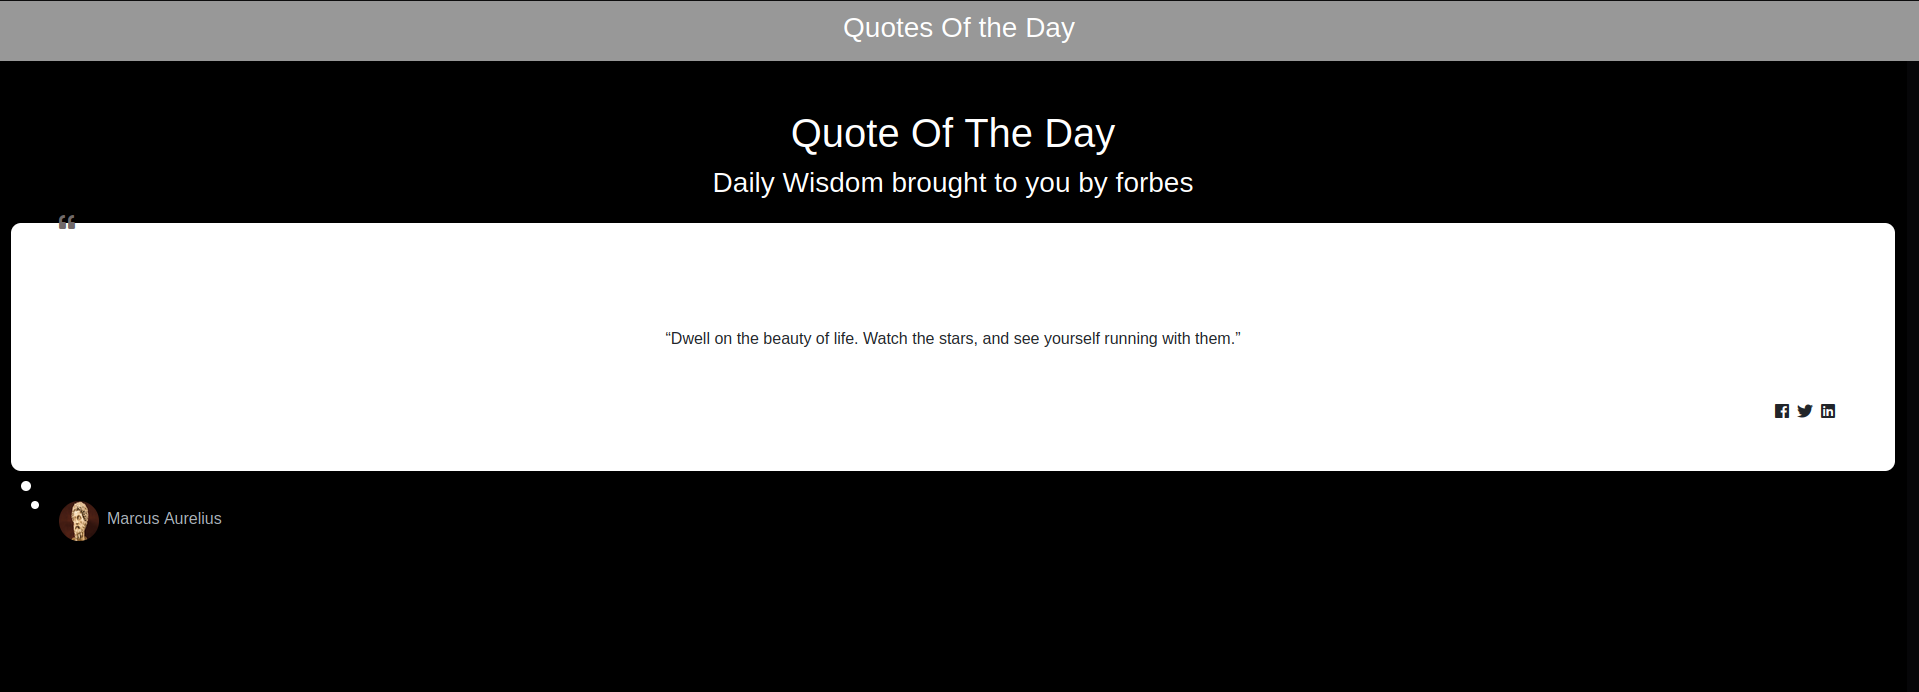 Quotes Of the Day
Quote Of The Day
Daily Wisdom brought to you by forbes
“Dwell on the beauty of life. Watch the stars, and see yourself running with them.”
Marcus Aurelius